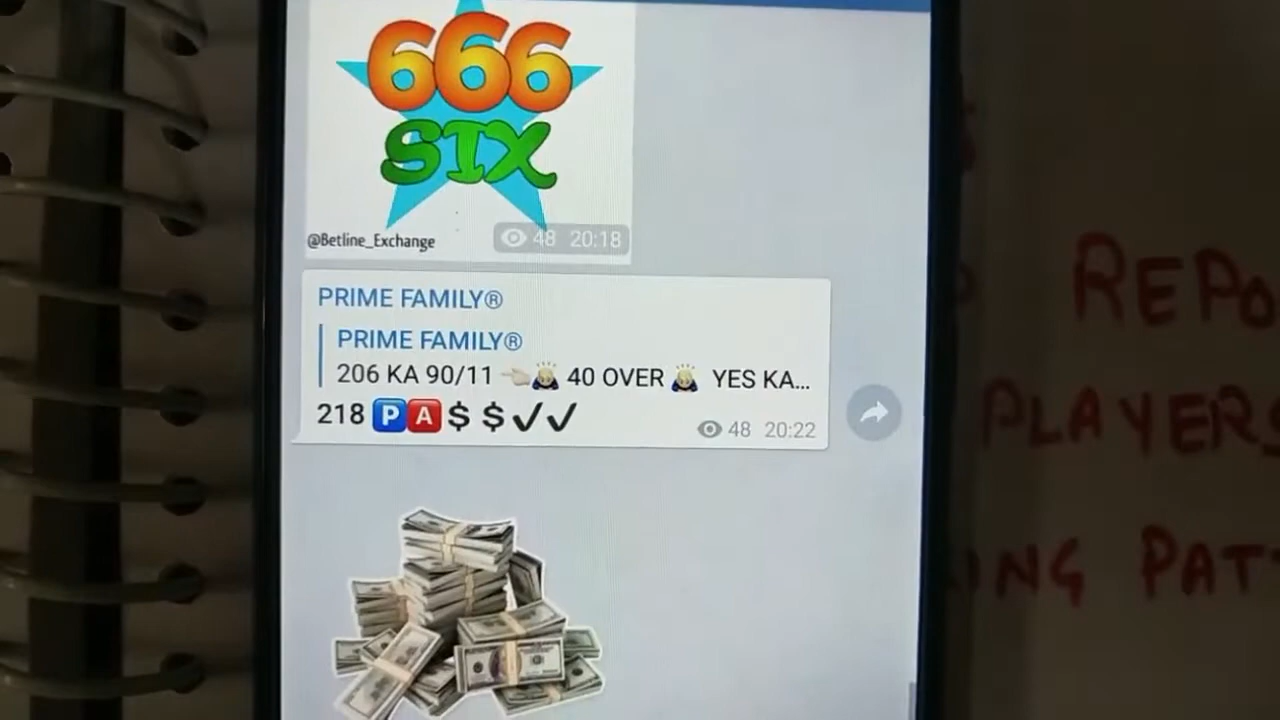 666
SIX
@Betline_Exchange
48 20:18
PRIME FAMILY®
PRIME FAMILY®
206 KA 90/11 👈🏻🙇🏼 40 OVER 🙇🏼 YES KA...
218 🅿️🅰️$ $✓✓
48 20:22
REPO
PLAYERS
ING PAT